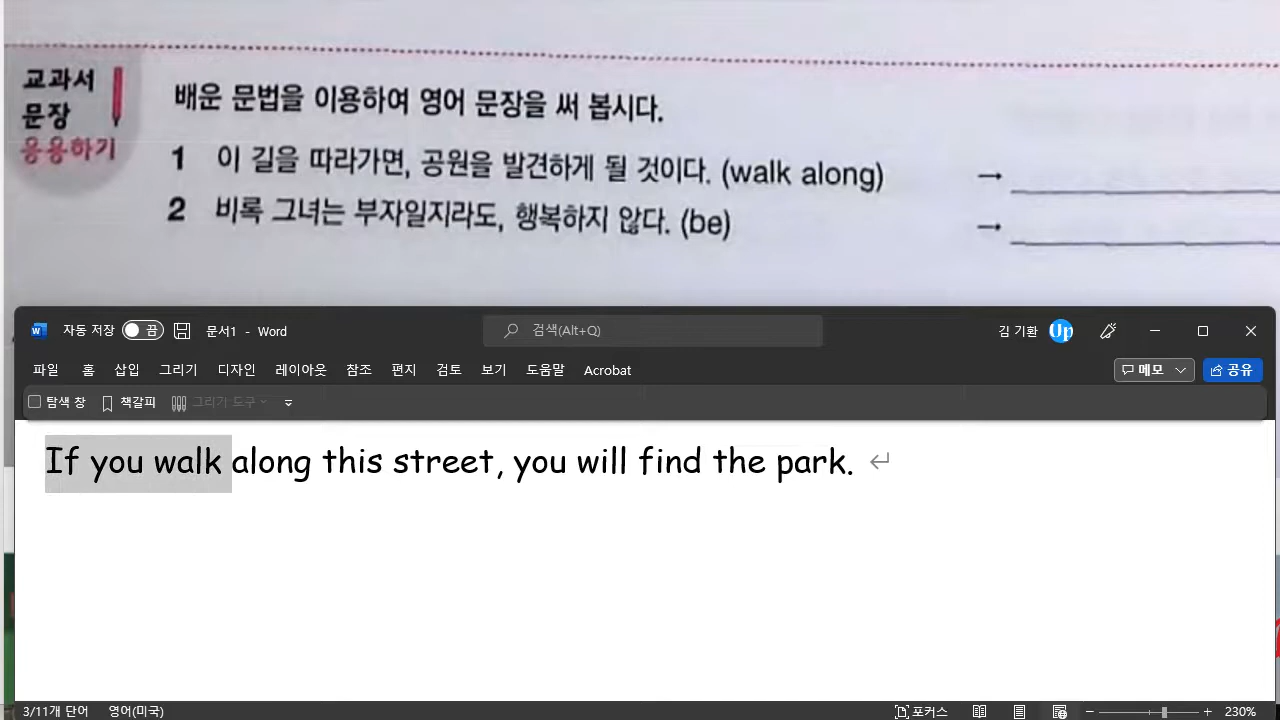 교과서
문장
응용하기
배운 문법을 이용하여 영어 문장을 써 봅시다.
1 이 길을 따라가면, 공원을 발견하게 될 것이다. (walk along) →
2 비록 그녀는 부자일지라도, 행복하지 않다. (be) →
자동 저장 끔 문서1 - Word 검색(Alt+Q) 김 기환 Up
파일 홈 삽입 그리기 디자인 레이아웃 참조 편지 검토 보기 도움말 Acrobat 메모 공유
탐색 창 책갈피 그리기 도구
If you walk along this street, you will find the park.
3/11개 단어 영어(미국) 포커스 230%